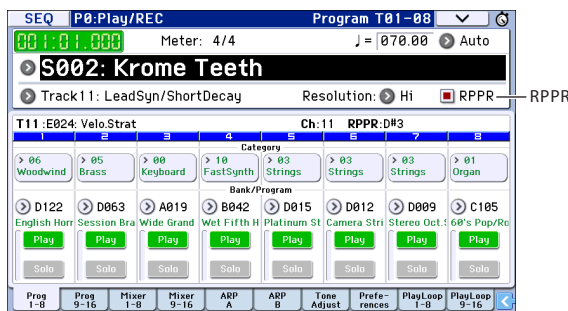 SEQ P0:Play/REC Program T01-08
001:01.000 Meter: 4/4 ♩= 070.00 Auto
S002: Krome Teeth
Track11: LeadSyn/ShortDecay Resolution: Hi RPPR RPPR
T11 :E024: Velo.Strat Ch:11 RPPR:D#3
1 2 3 4 5 6 7 8
Category
> 06 > 05 > 00 > 10 > 03 > 03 > 03 > 01
Woodwind Brass Keyboard FastSynth Strings Strings Strings Organ
Bank/Program
D122 D063 A019 B042 D015 D012 D009 C105
English Horr Session Bra Wide Grand Wet Fifth H Platinum St Camera Stri Stereo Oct.S 60's Pop/Ro
Play Play Play Play Play Play Play Play
Solo Solo Solo Solo Solo Solo Solo Solo
Prog 1-8 Prog 9-16 Mixer 1-8 Mixer 9-16 ARP A ARP B Tone Adjust Prefe-rences PlayLoop 1-8 PlayLoop 9-16